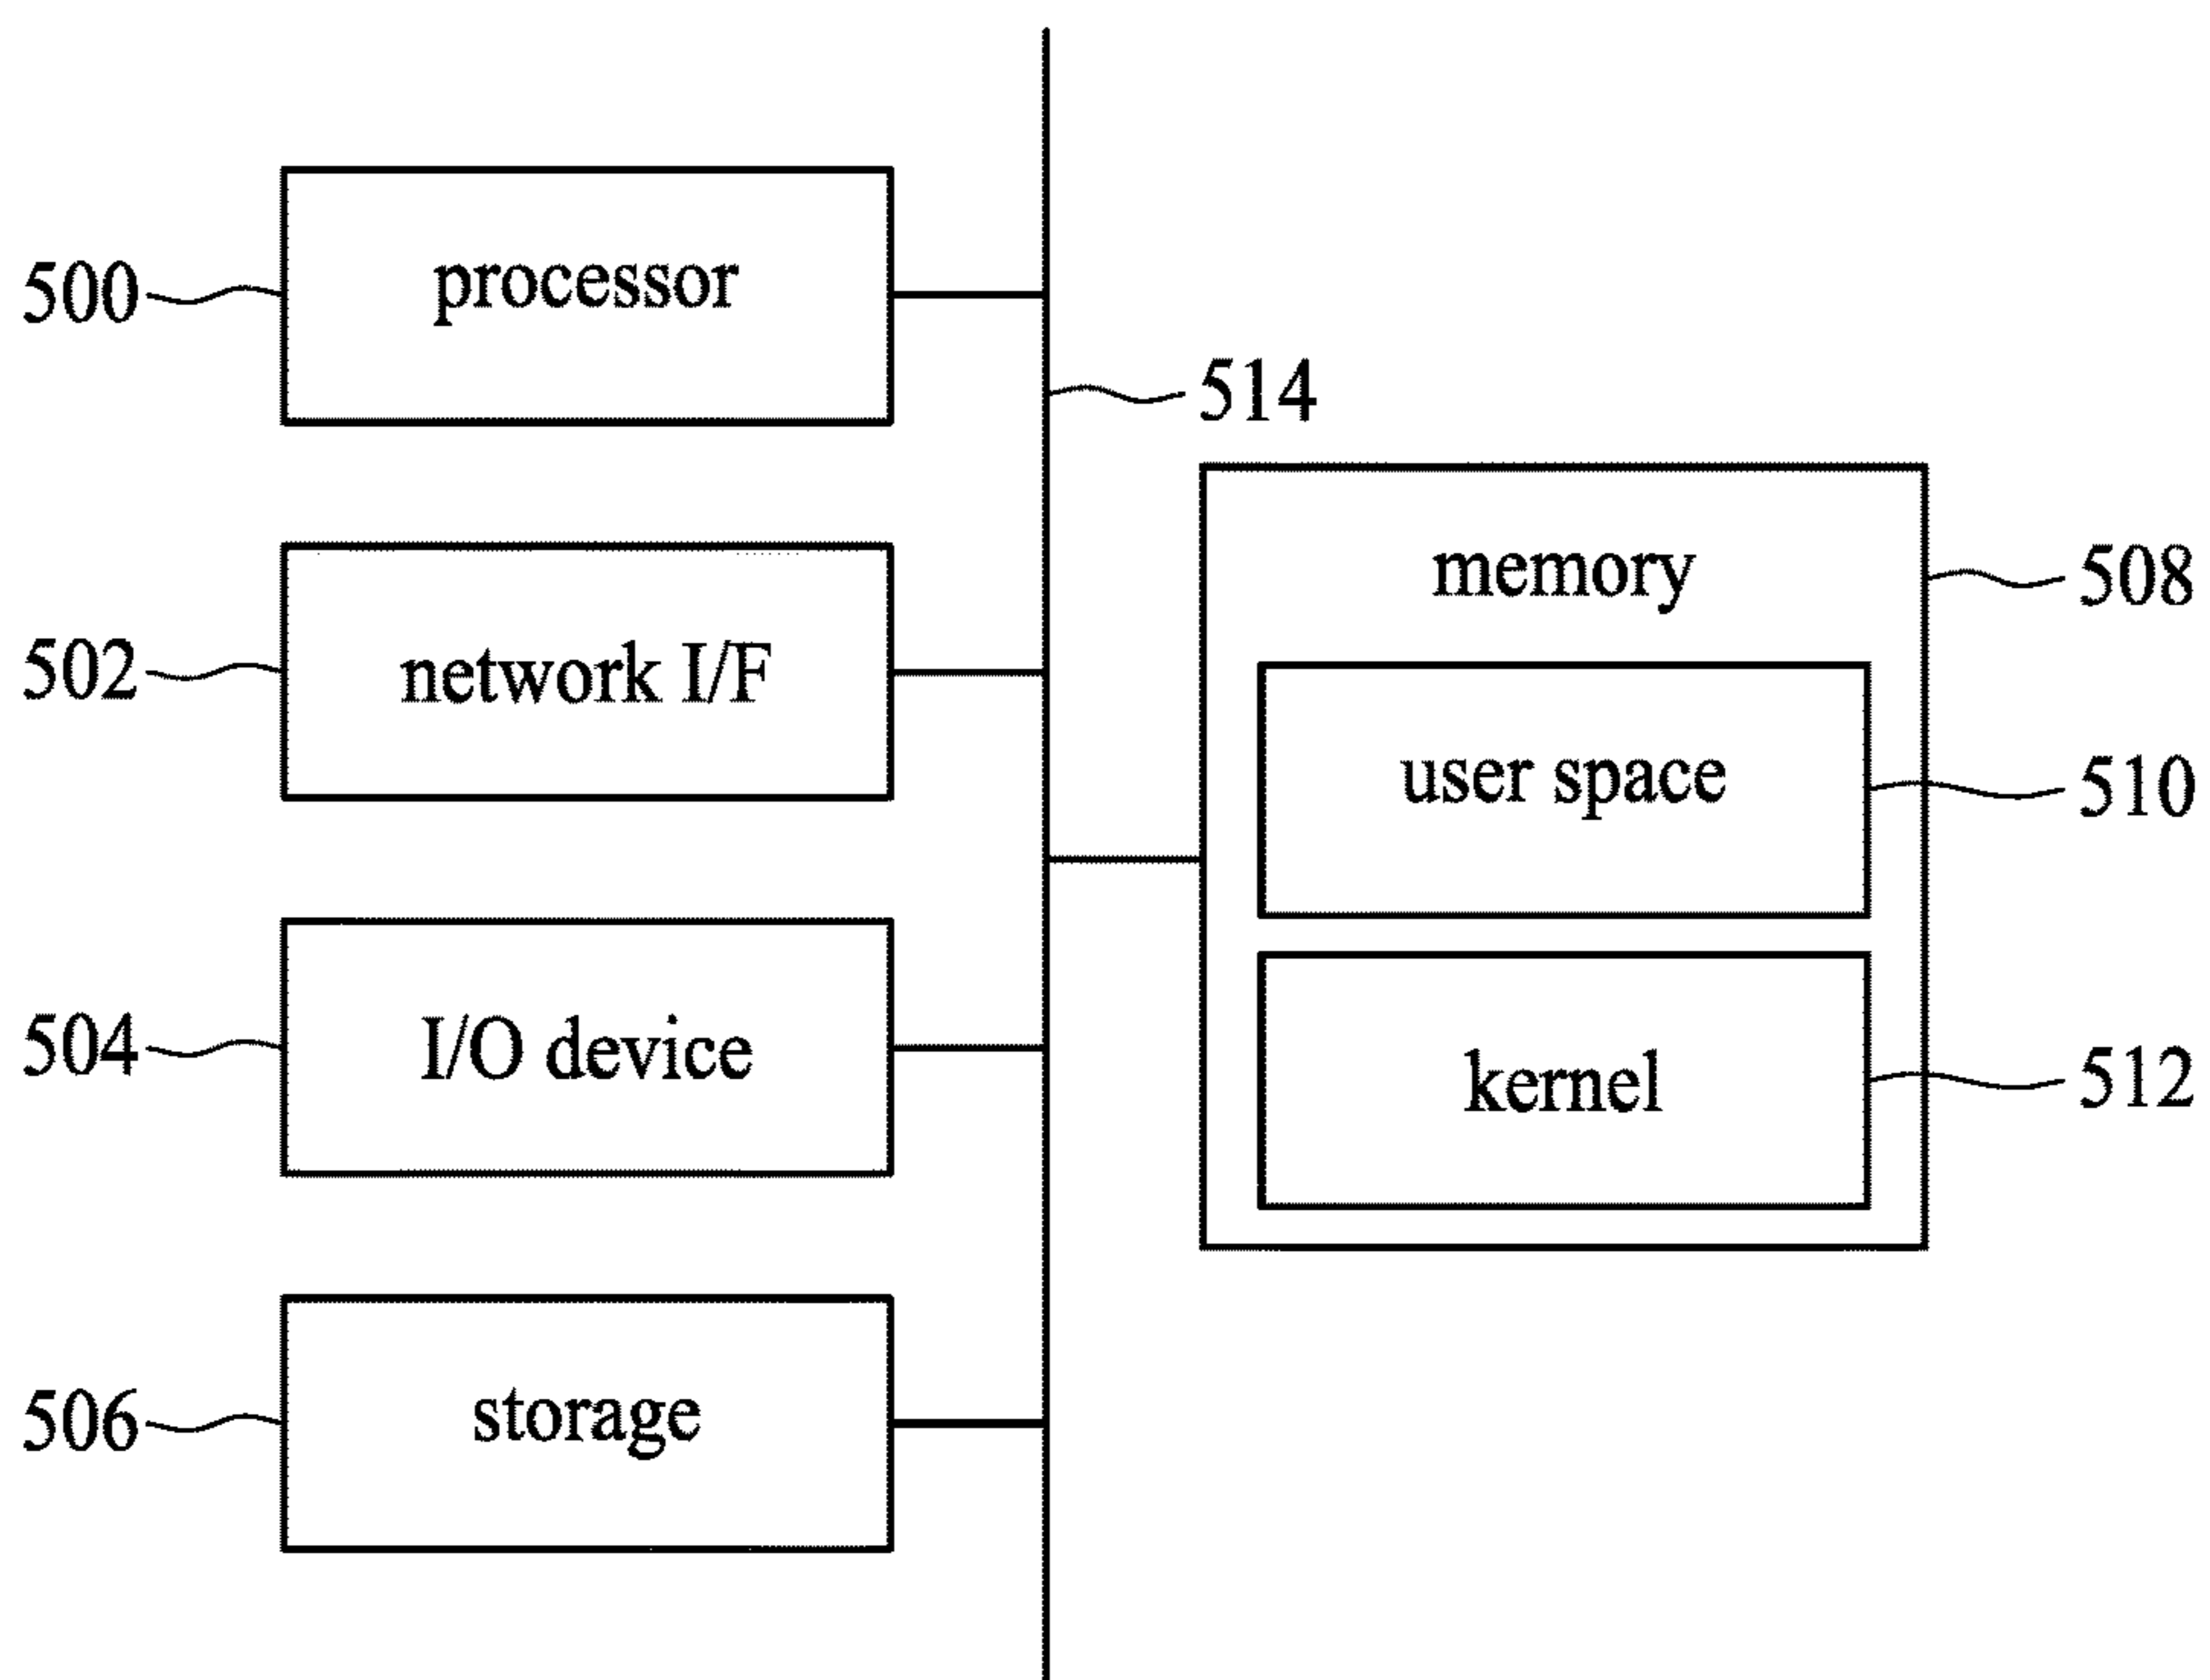 500
processor
514
memory
508
502
network I/F
user space
510
504
I/O device
kernel
512
506
storage